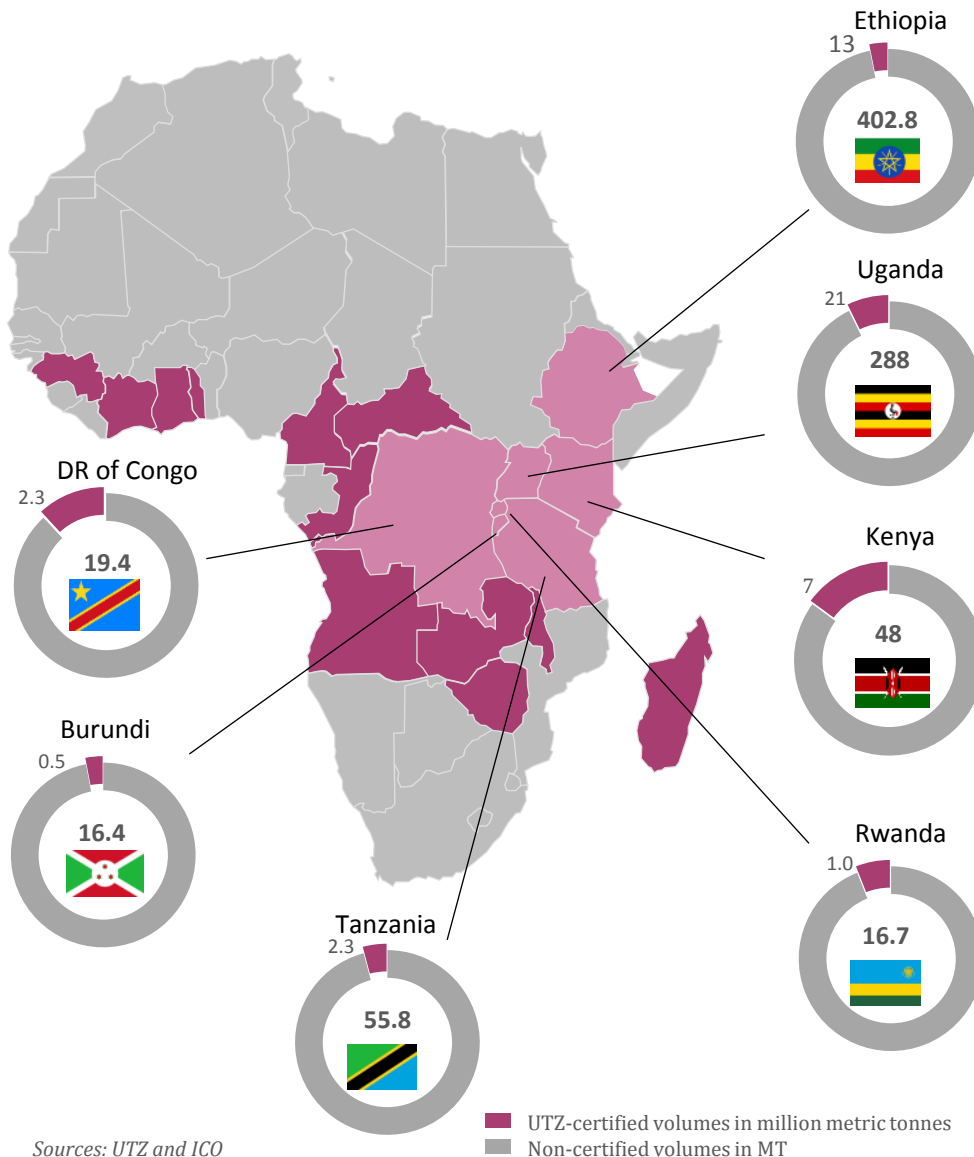 Ethiopia
13
402.8
Uganda
21
288
DR of Congo
2.3
19.4
Kenya
7
48
Burundi
0.5
16.4
Rwanda
1.0
16.7
Tanzania
2.3
55.8
UTZ-certified volumes in million metric tonnes
Non-certified volumes in MT
Sources: UTZ and ICO